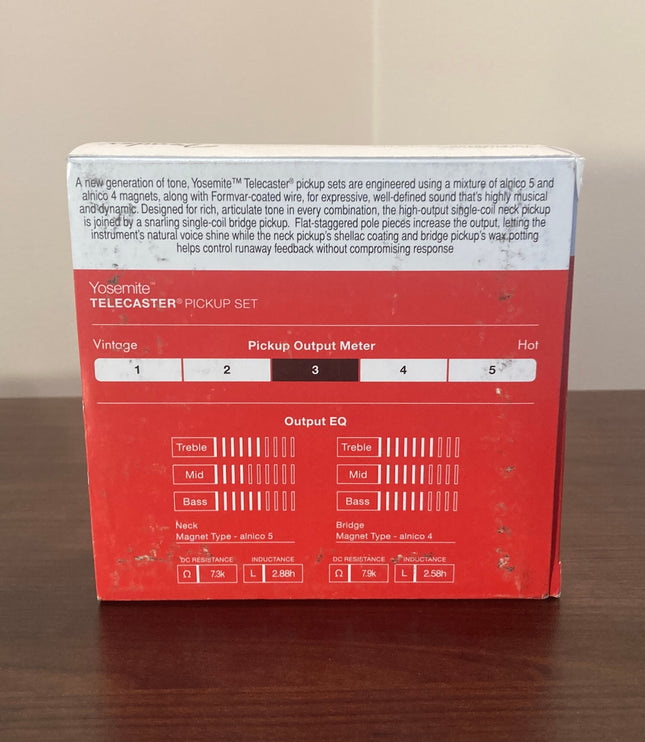 A new generation of tone, Yosemite™ Telecaster® pickup sets are engineered using a mixture of alnico 5 and
alnico 4 magnets, along with Formvar-coated wire, for expressive, well-defined sound that's highly musical
and dynamic. Designed for rich, articulate tone in every combination, the high-output single-coil neck pickup
is joined by a snarling single-coil bridge pickup. Flat-staggered pole pieces increase the output, letting the
instrument's natural voice shine while the neck pickup's shellac coating and bridge pickup's wax potting
helps control runaway feedback without compromising response
Yosemite™
TELECASTER® PICKUP SET
Vintage Pickup Output Meter Hot
1 2 3 4 5
Output EQ
Treble Treble
Mid Mid
Bass Bass
Neck Bridge
Magnet Type - alnico 5 Magnet Type - alnico 4
DC RESISTANCE INDUCTANCE DC RESISTANCE INDUCTANCE
Ω 7.3k L 2.88h Ω 7.9k L 2.58h